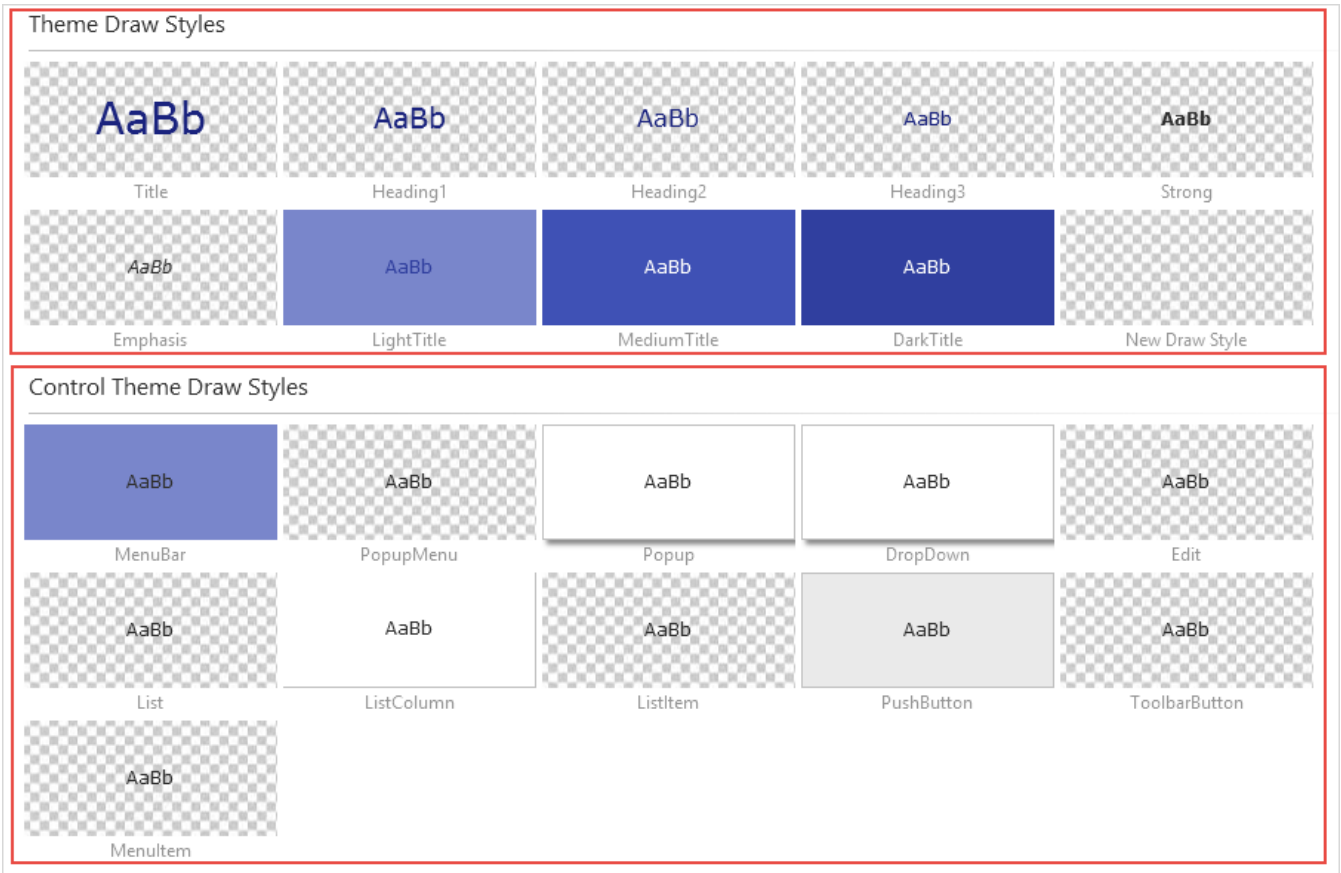 Theme Draw Styles
AaBb AaBb AaBb AaBb AaBb
Title Heading1 Heading2 Heading3 Strong
AaBb AaBb AaBb AaBb
Emphasis LightTitle MediumTitle DarkTitle New Draw Style
Control Theme Draw Styles
AaBb AaBb AaBb AaBb AaBb
MenuBar PopupMenu Popup DropDown Edit
AaBb AaBb AaBb AaBb AaBb
List ListColumn ListItem PushButton ToolbarButton
AaBb
MenuItem